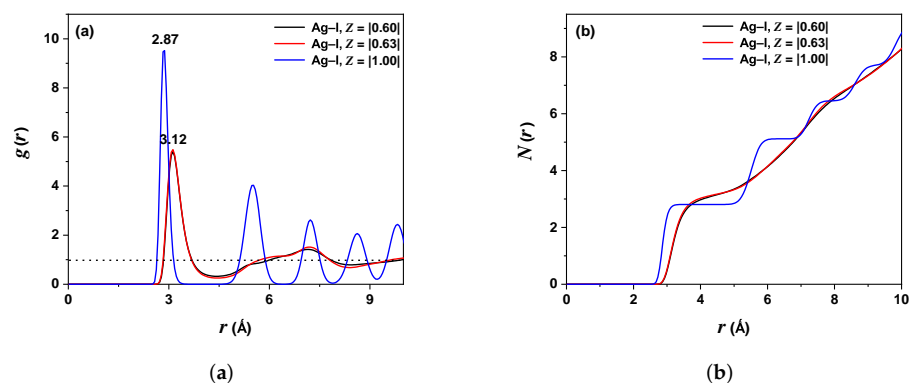 (a)
Ag–I, Z = |0.60|
Ag–I, Z = |0.63|
Ag–I, Z = |1.00|
2.87
3.12
g(r)
10
8
6
4
2
0
0 3 6 9
r (Å)
(a)
(b)
Ag–I, Z = |0.60|
Ag–I, Z = |0.63|
Ag–I, Z = |1.00|
N(r)
8
6
4
2
0
0 2 4 6 8 10
r (Å)
(b)